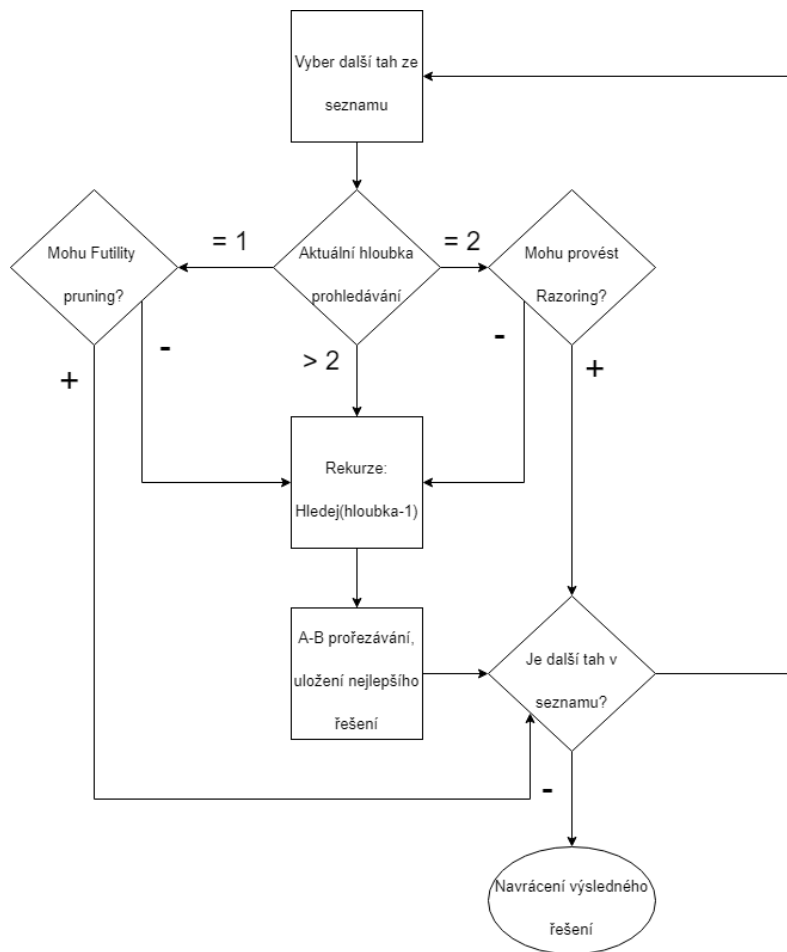 Vyber další tah ze
seznamu
Mohu Futility
pruning?
= 1
Aktuální hloubka
prohledávání
= 2
Mohu provést
Razoring?
-
> 2
-
+
+
Rekurze:
Hledej(hloubka-1)
A-B prořezávání,
uložení nejlepšího
řešení
Je další tah v
seznamu?
-
Navrácení výsledného
řešení